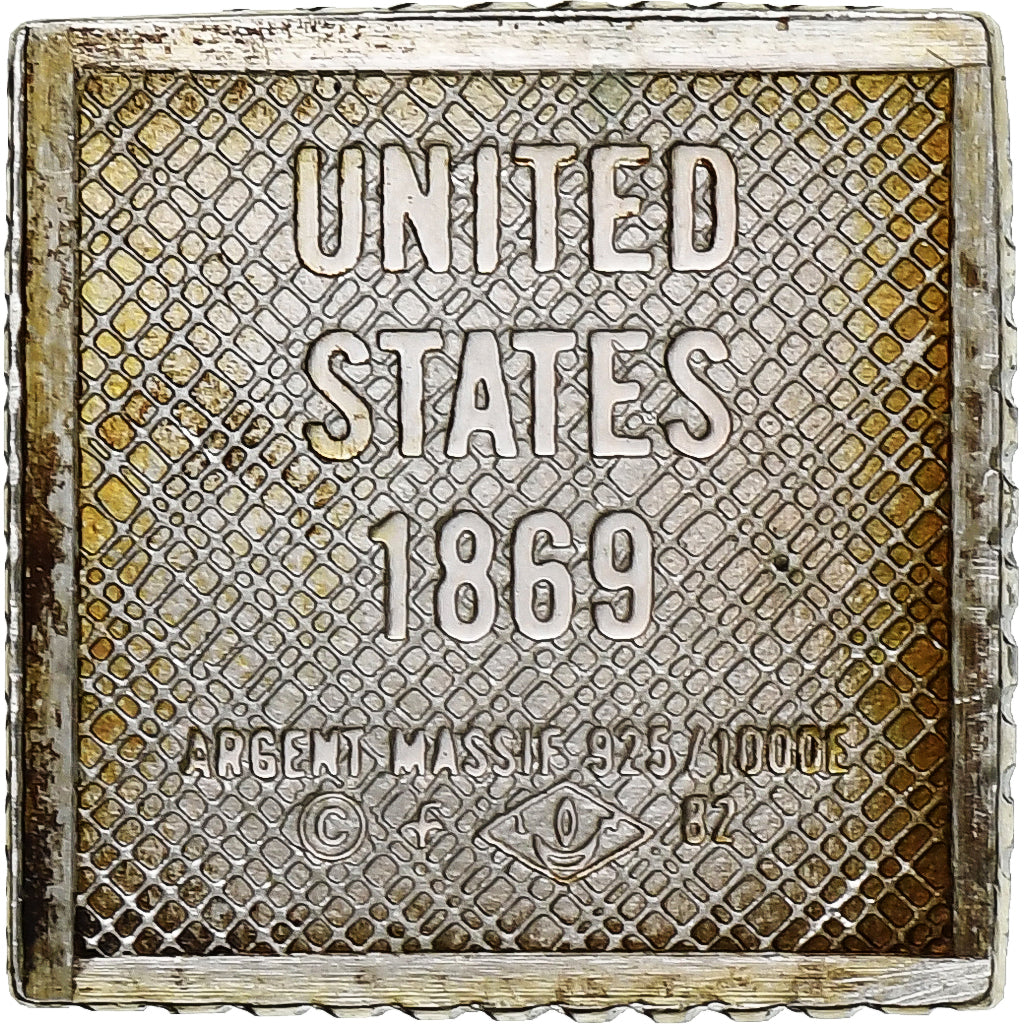 UNITED
STATES
1869
ARGENT MASSIF 925/1000E
© 82